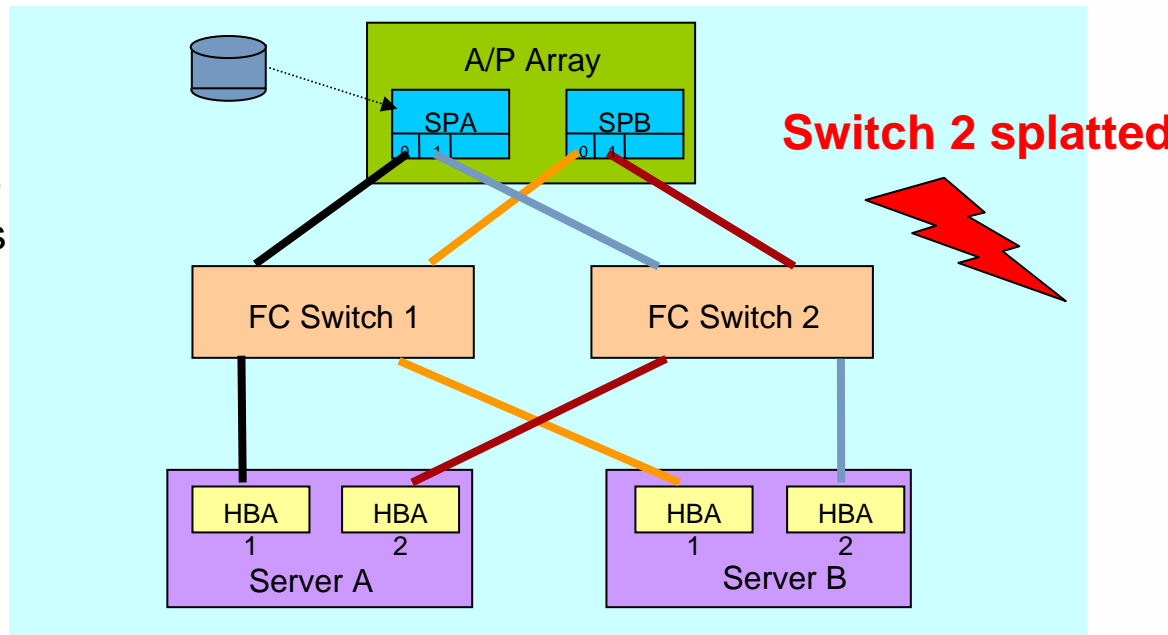 A/P Array
SPA
SPB
0 1
0 1
Switch 2 splatted
s
FC Switch 1
FC Switch 2
HBA
1
HBA
2
HBA
1
HBA
2
Server A
Server B